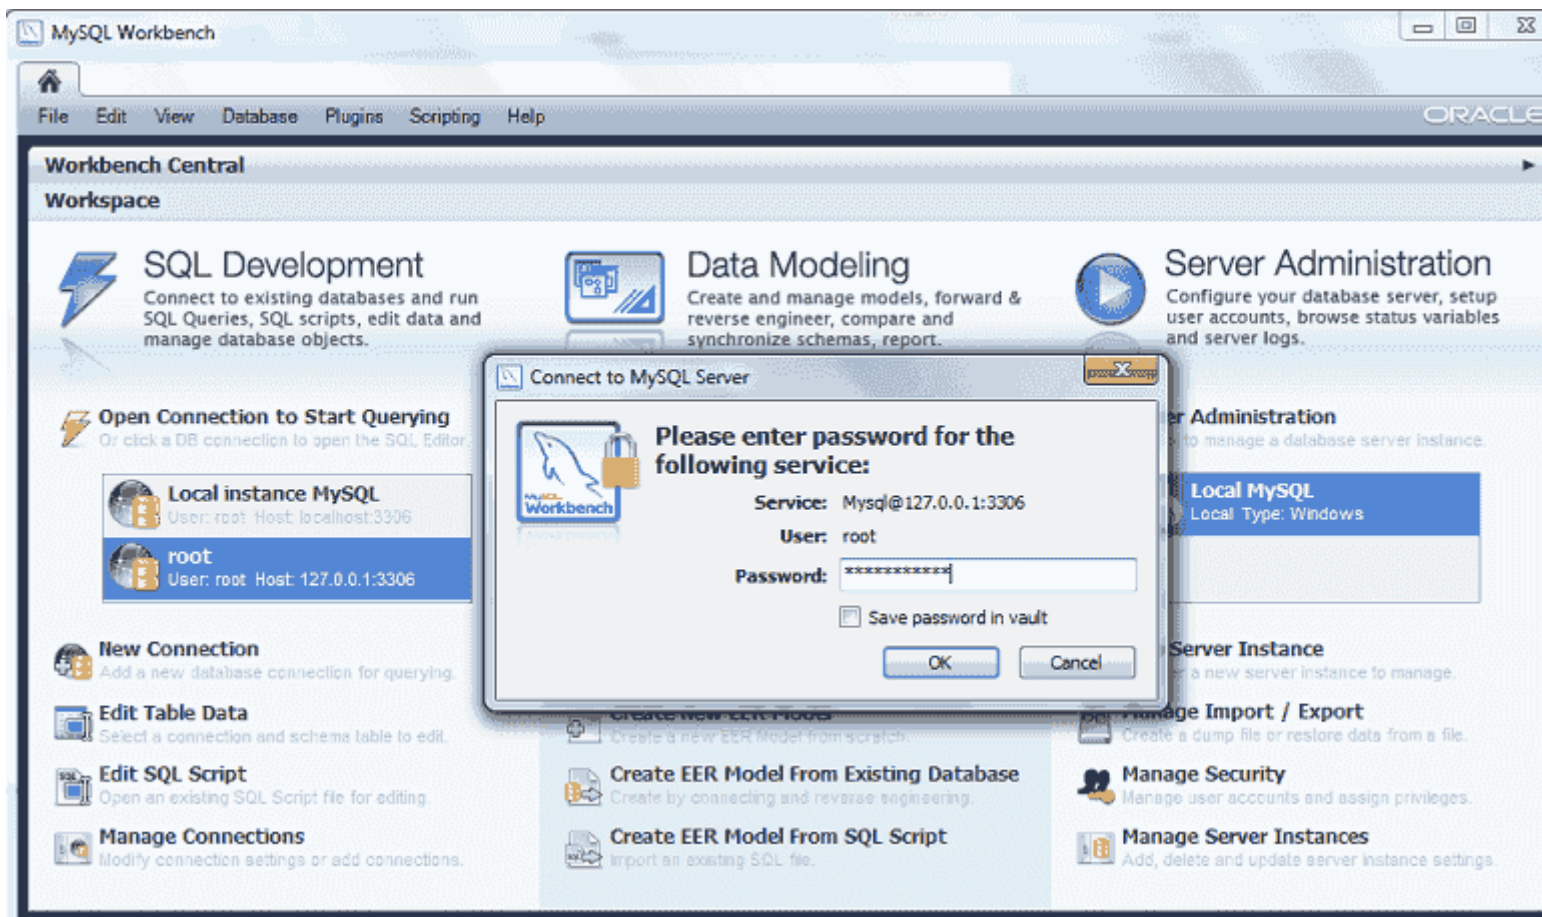 MySQL Workbench
File Edit View Database Plugins Scripting Help
ORACLE
Workbench Central
Workspace
SQL Development
Connect to existing databases and run
SQL Queries, SQL scripts, edit data and
manage database objects.
Data Modeling
Create and manage models, forward &
reverse engineer, compare and
synchronize schemas, report.
Server Administration
Configure your database server, setup
user accounts, browse status variables
and server logs.
Open Connection to Start Querying
Or click a DB connection to open the SQL Editor.
Local instance MySQL
User: root Host: localhost:3306
root
User: root Host: 127.0.0.1:3306
New Connection
Add a new database connection for querying.
Edit Table Data
Select a connection and schema table to edit.
Edit SQL Script
Open an existing SQL Script file for editing.
Manage Connections
Modify connection settings or add connections.
Connect to MySQL Server
MySQL
Workbench
Please enter password for the
following service:
Service: Mysql@127.0.0.1:3306
User: root
Password: ***********
Save password in vault
OK Cancel
Create New EER Model
Create a new EER Model from scratch.
Create EER Model From Existing Database
Create by connecting and reverse engineering.
Create EER Model From SQL Script
Import an existing SQL file.
Administration
to manage a database server instance.
Local MySQL
Local Type: Windows
Server Instance
a new server instance to manage.
Manage Import / Export
Create a dump file or restore data from a file.
Manage Security
Manage user accounts and assign privileges.
Manage Server Instances
Add, delete and update server instance settings.